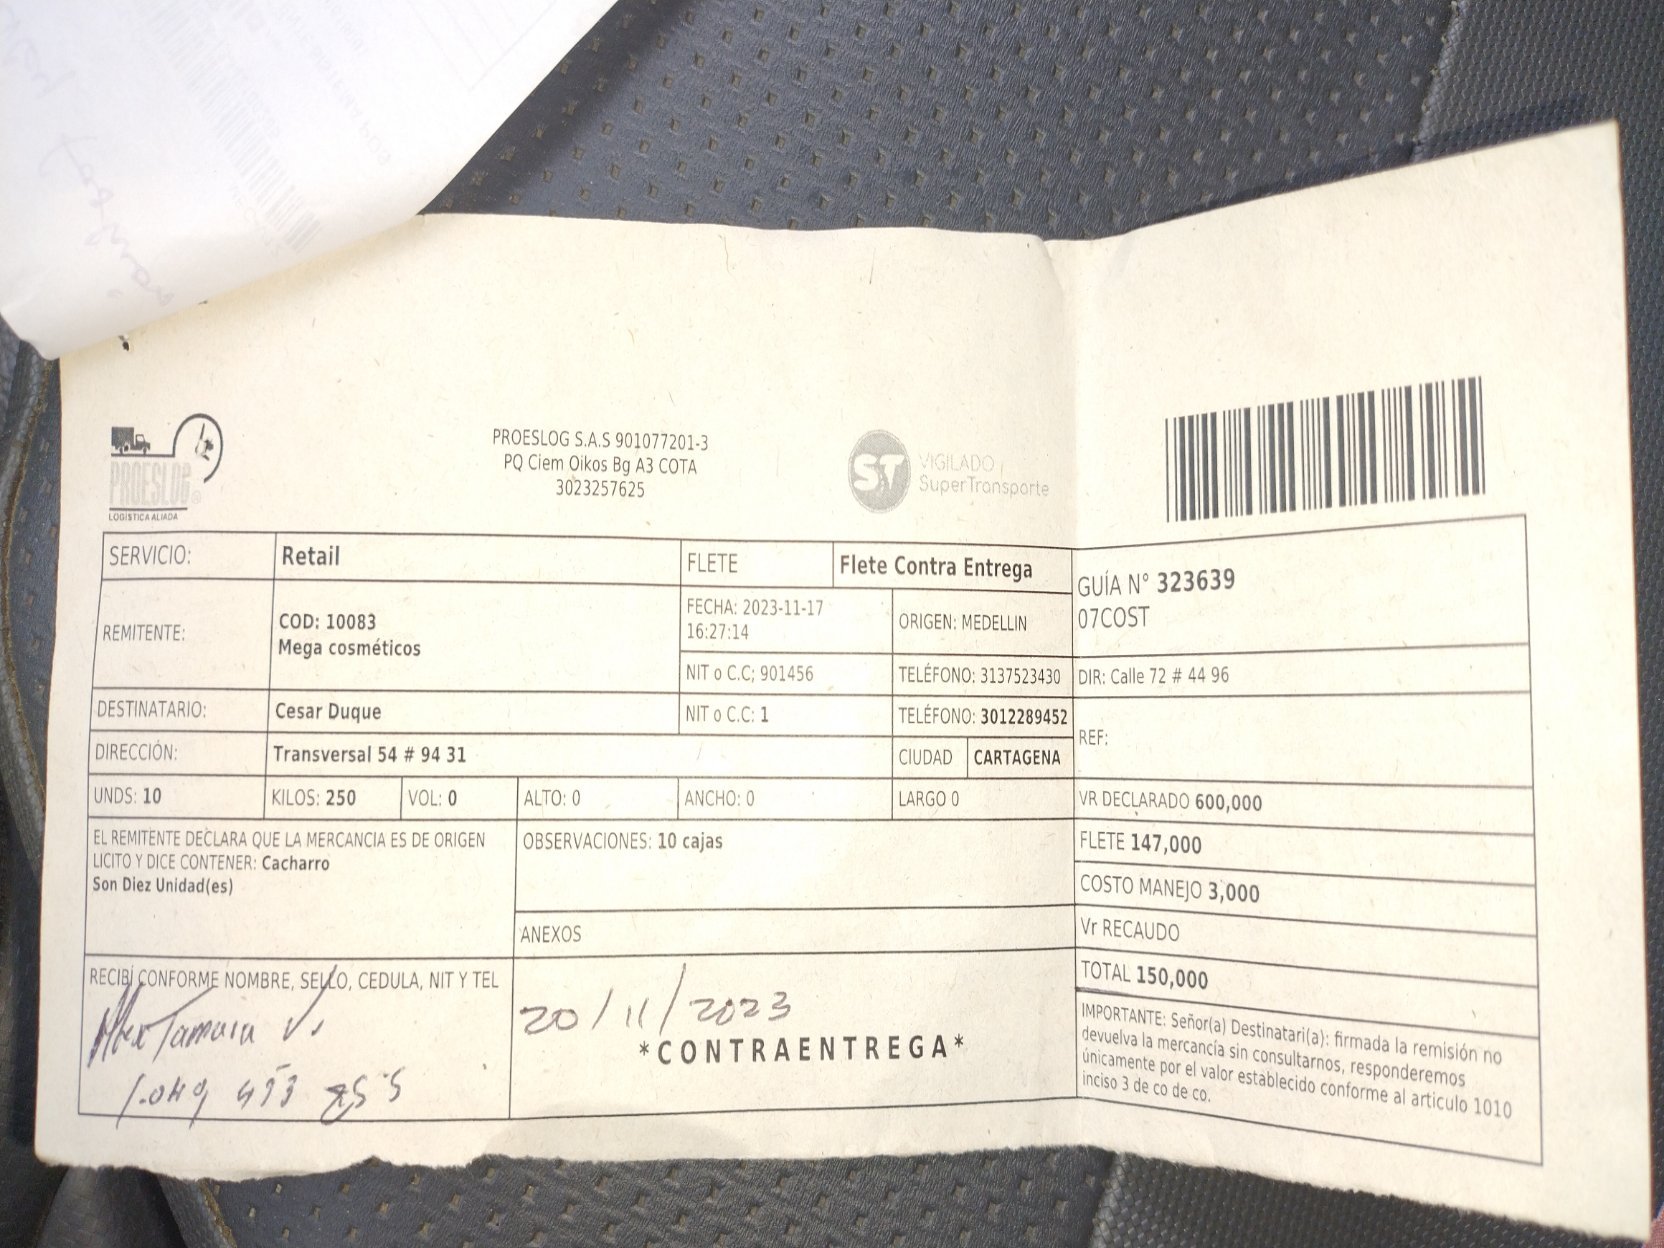 PROESLOG
LOGÍSTICA ALIADA
PROESLOG S.A.S 901077201-3
PQ Ciem Oikos Bg A3 COTA
3023257625
ST VIGILADO
SuperTransporte
SERVICIO: Retail FLETE Flete Contra Entrega
GUÍA N° 323639
07COST
REMITENTE: COD: 10083
Mega cosméticos
FECHA: 2023-11-17
16:27:14
ORIGEN: MEDELLIN
NIT o C.C; 901456 TELÉFONO: 3137523430 DIR: Calle 72 # 44 96
DESTINATARIO: Cesar Duque NIT o C.C: 1 TELÉFONO: 3012289452
REF:
DIRECCIÓN: Transversal 54 # 94 31 CIUDAD CARTAGENA
UNDS: 10 KILOS: 250 VOL: 0 ALTO: 0 ANCHO: 0 LARGO 0
VR DECLARADO 600,000
EL REMITENTE DECLARA QUE LA MERCANCIA ES DE ORIGEN
LICITO Y DICE CONTENER: Cacharro
Son Diez Unidad(es)
OBSERVACIONES: 10 cajas
FLETE 147,000
COSTO MANEJO 3,000
ANEXOS
Vr RECAUDO
TOTAL 150,000
RECIBÍ CONFORME NOMBRE, SELLO, CEDULA, NIT Y TEL
Alex Tamara V.
20/11/2023
*CONTRAENTREGA*
IMPORTANTE: Señor(a) Destinatari(a): firmada la remisión no
devuelva la mercancía sin consultarnos, responderemos
únicamente por el valor establecido conforme al articulo 1010
inciso 3 de co de co.